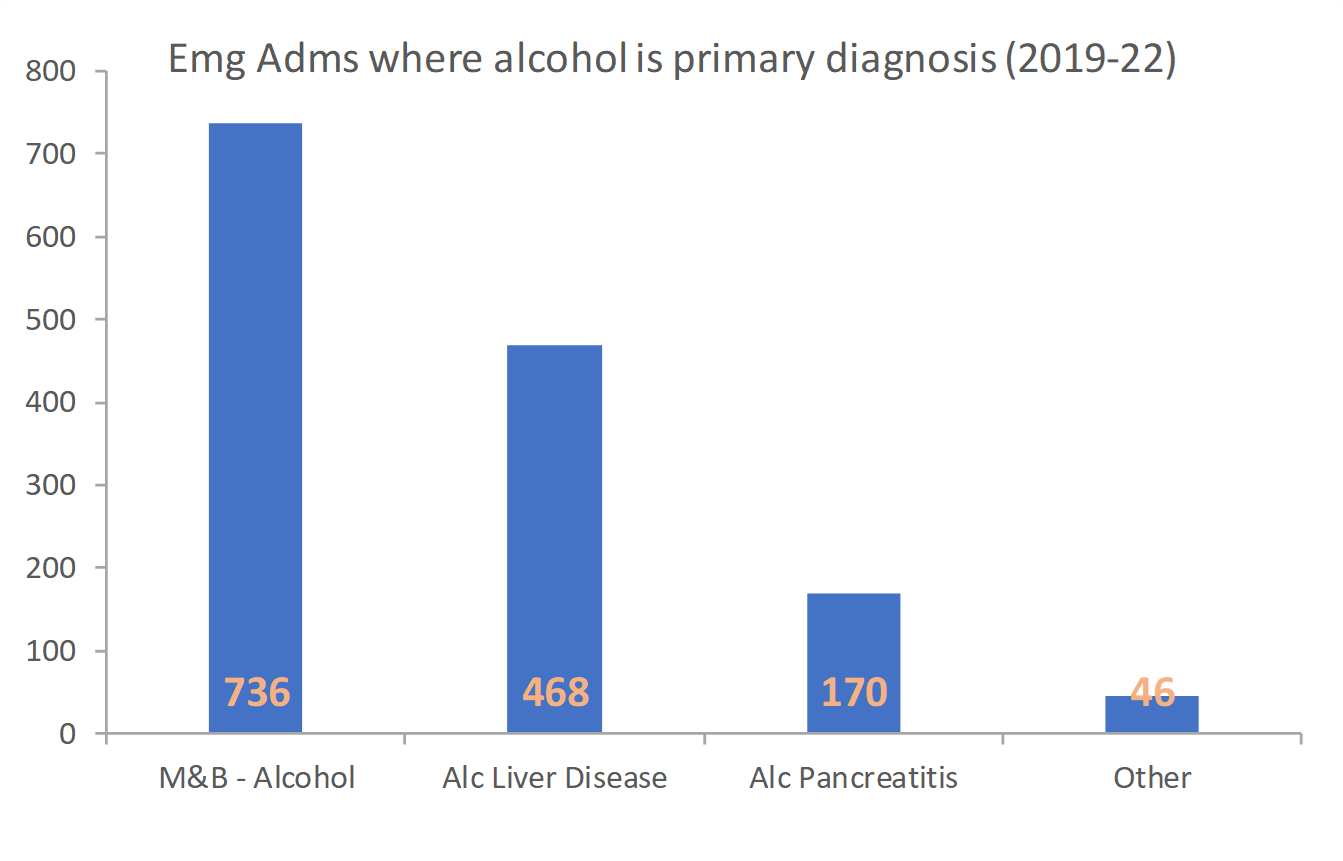 Emg Adms where alcohol is primary diagnosis (2019-22)
800
700
600
500
400
300
200
100
0
736
468
170
46
M&B - Alcohol
Alc Liver Disease
Alc Pancreatitis
Other